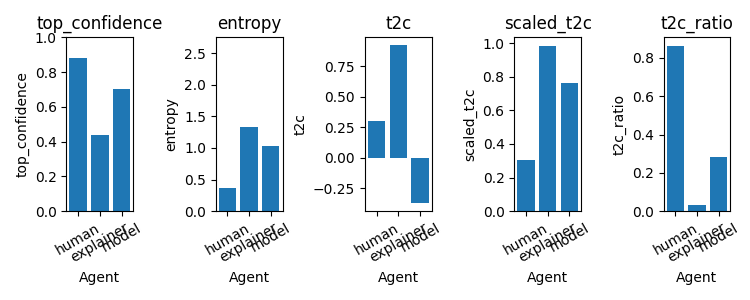 top_confidence entropy t2c scaled_t2c t2c_ratio
top_confidence
1.0
0.8
0.6
0.4
0.2
0.0
human explainer model
Agent
entropy
2.5
2.0
1.5
1.0
0.5
0.0
human explainer model
Agent
t2c
0.75
0.50
0.25
0.00
−0.25
human explainer model
Agent
scaled_t2c
1.0
0.8
0.6
0.4
0.2
0.0
human explainer model
Agent
t2c_ratio
0.8
0.6
0.4
0.2
0.0
human explainer model
Agent